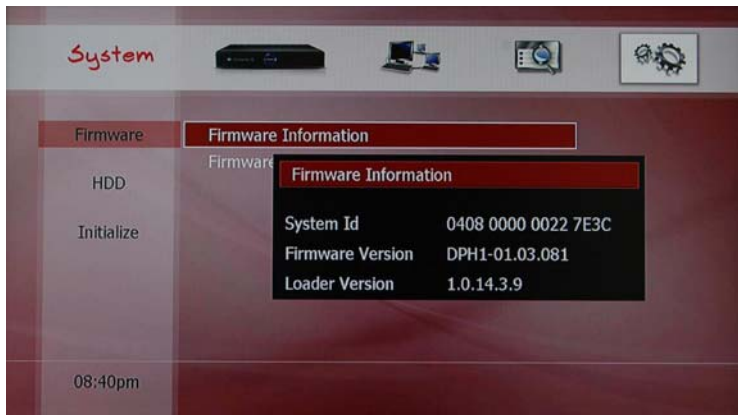 System
Firmware
HDD
Initialize
08:40pm
Firmware Information
Firmware
Firmware Information
System Id 0408 0000 0022 7E3C
Firmware Version DPH1-01.03.081
Loader Version 1.0.14.3.9